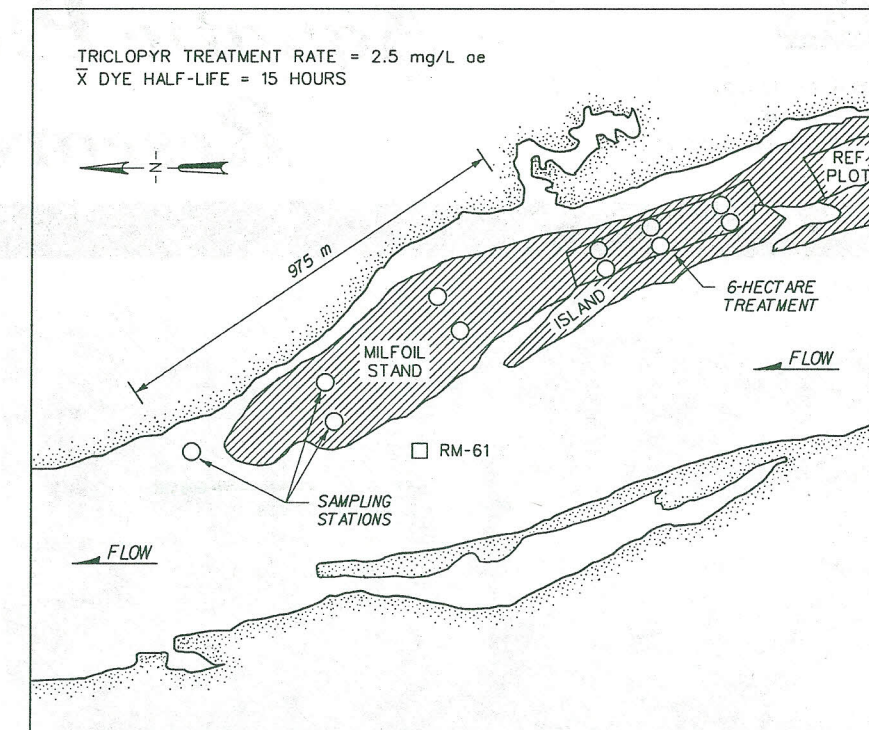 TRICLOPYR TREATMENT RATE = 2.5 mg/L ae
X̅ DYE HALF-LIFE = 15 HOURS
N
REF
PLOT
975 m
6-HECTARE
TREATMENT
ISLAND
MILFOIL
STAND
FLOW
RM-61
SAMPLING
STATIONS
FLOW